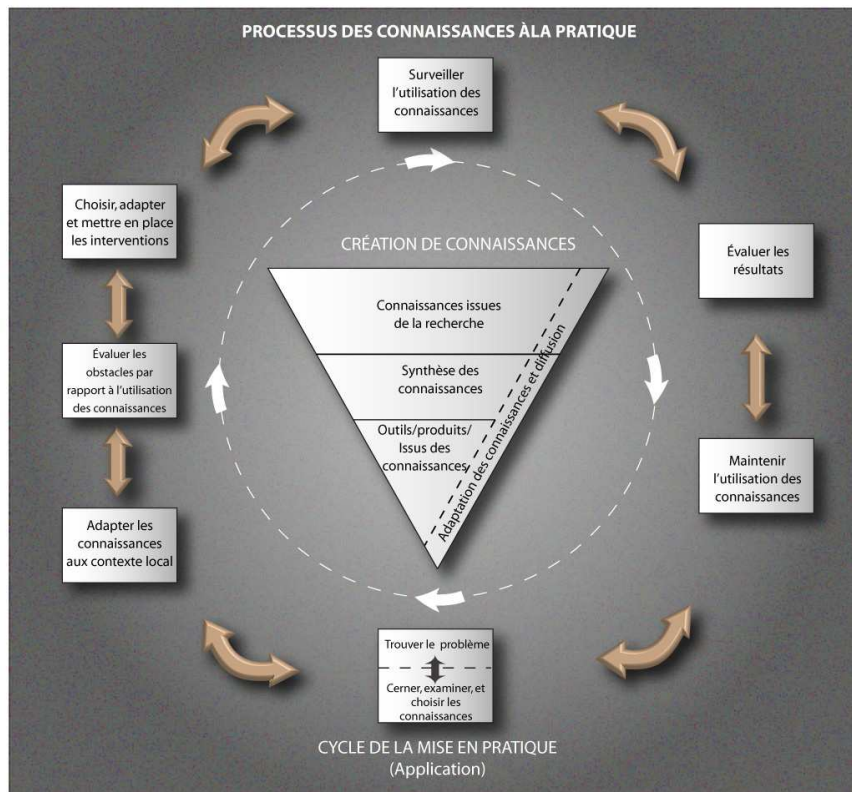 PROCESSUS DES CONNAISSANCES ÀLA PRATIQUE
Surveiller
l'utilisation des
connaissances
Choisir, adapter
et mettre en place
les interventions
CRÉATION DE CONNAISSANCES
Évaluer les
résultats
Connaissances issues
de la recherche
Synthèse des
connaissances
Outils/produits/
Issus des
connaissances
Adaptation des connaissances et diffusion
Évaluer les
obstacles par
rapport à l'utilisation
des connaissances
Maintenir
l'utilisation des
connaissances
Adapter les
connaissances
aux contexte local
Trouver le problème
Cerner, examiner, et
choisir les
connaissances
CYCLE DE LA MISE EN PRATIQUE
(Application)